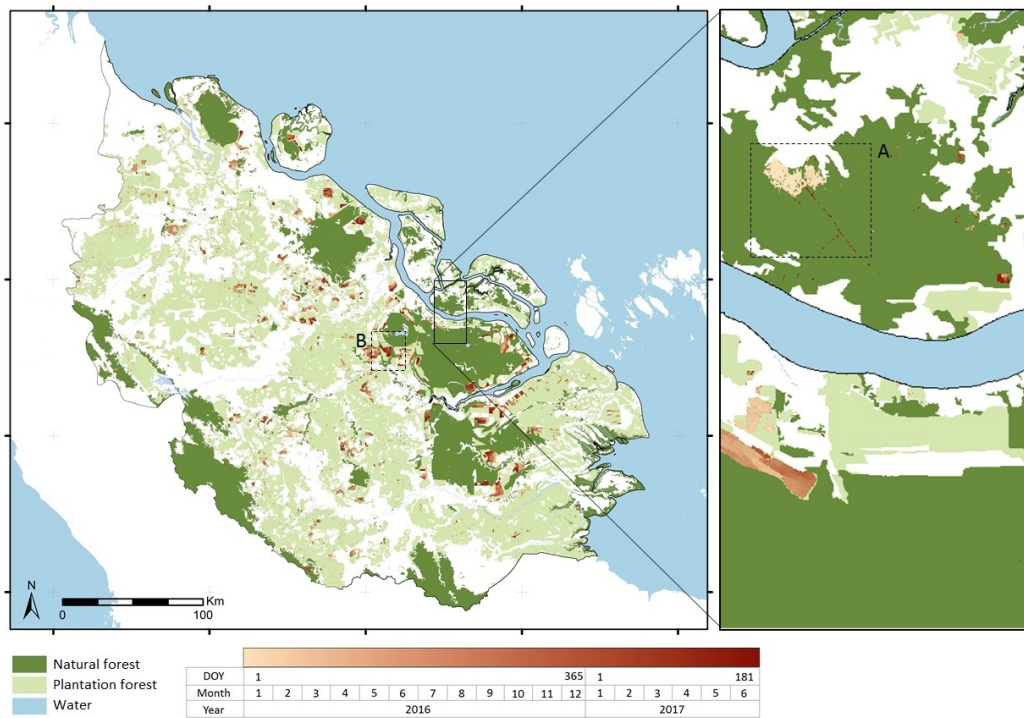 A
B
N
Km
0 100
Natural forest
Plantation forest
Water
DOY 1 365 1 181
Month 1 2 3 4 5 6 7 8 9 10 11 12 1 2 3 4 5 6
Year 2016 2017